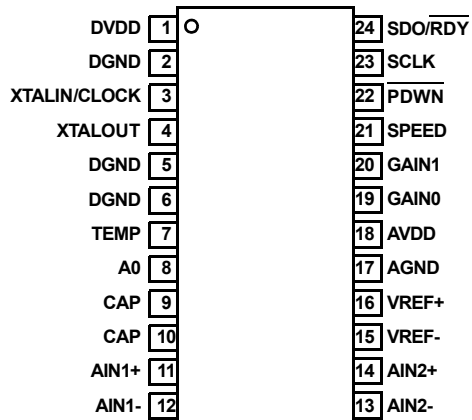 DVDD 1 24 SDO/RDY
DGND 2 23 SCLK
XTALIN/CLOCK 3 22 PDWN
XTALOUT 4 21 SPEED
DGND 5 20 GAIN1
DGND 6 19 GAIN0
TEMP 7 18 AVDD
A0 8 17 AGND
CAP 9 16 VREF+
CAP 10 15 VREF-
AIN1+ 11 14 AIN2+
AIN1- 12 13 AIN2-